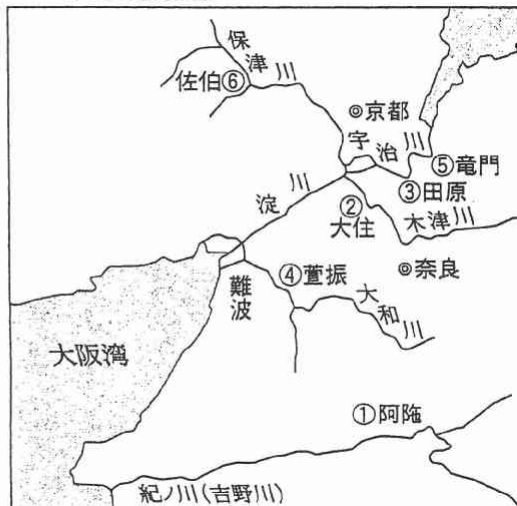 保津川
佐伯⑥
◎京都
宇治川
⑤竜門
③田原
淀川
②
大住
木津川
④萱振
◎奈良
難波
大和川
大阪湾
①阿陁
紀ノ川(吉野川)